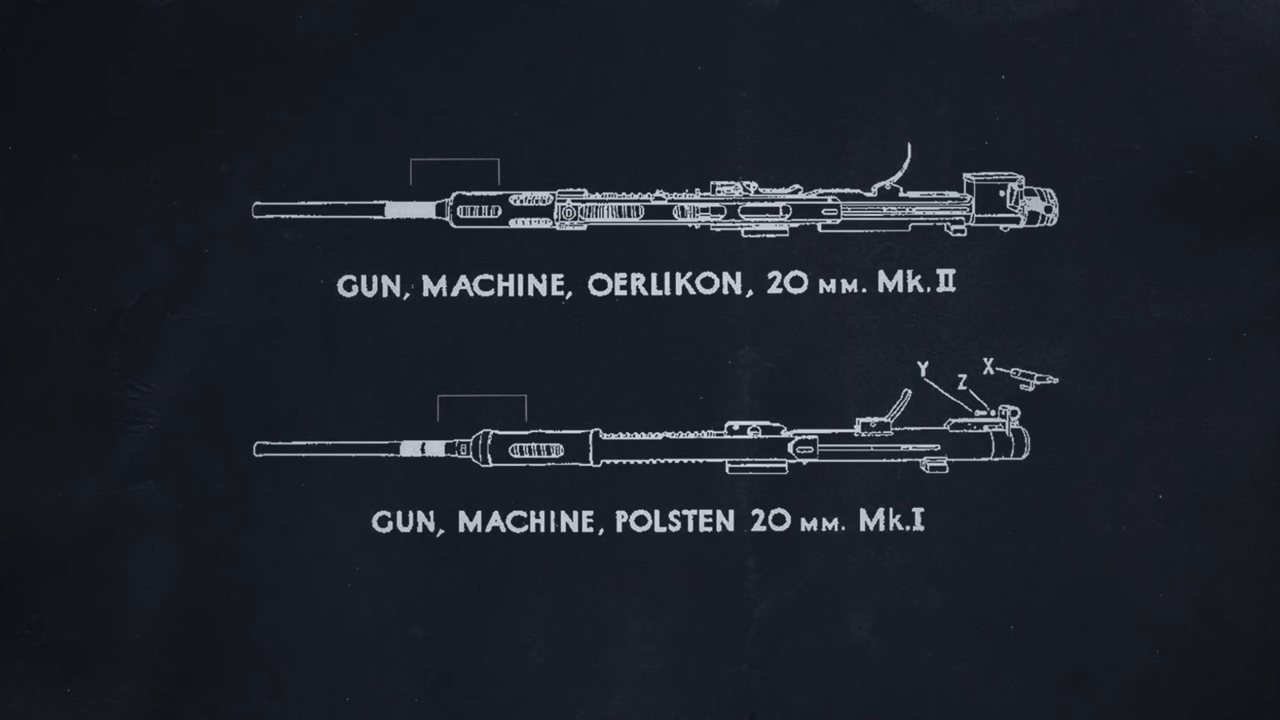 GUN, MACHINE, OERLIKON, 20 MM. Mk. II
Y
Z
X
GUN, MACHINE, POLSTEN 20 MM. Mk. I